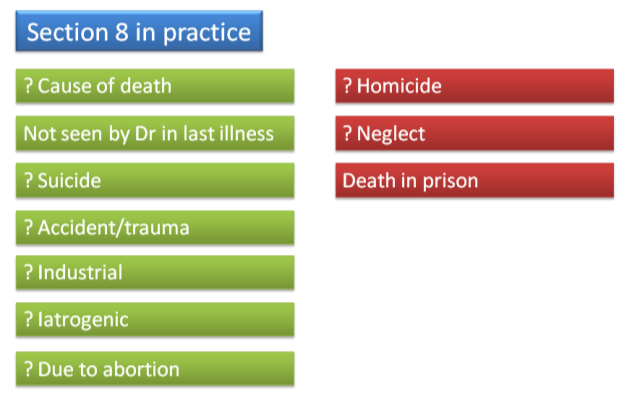 Section 8 in practice
? Cause of death
Not seen by Dr in last illness
? Suicide
? Accident/trauma
? Industrial
? Iatrogenic
? Due to abortion
? Homicide
? Neglect
Death in prison